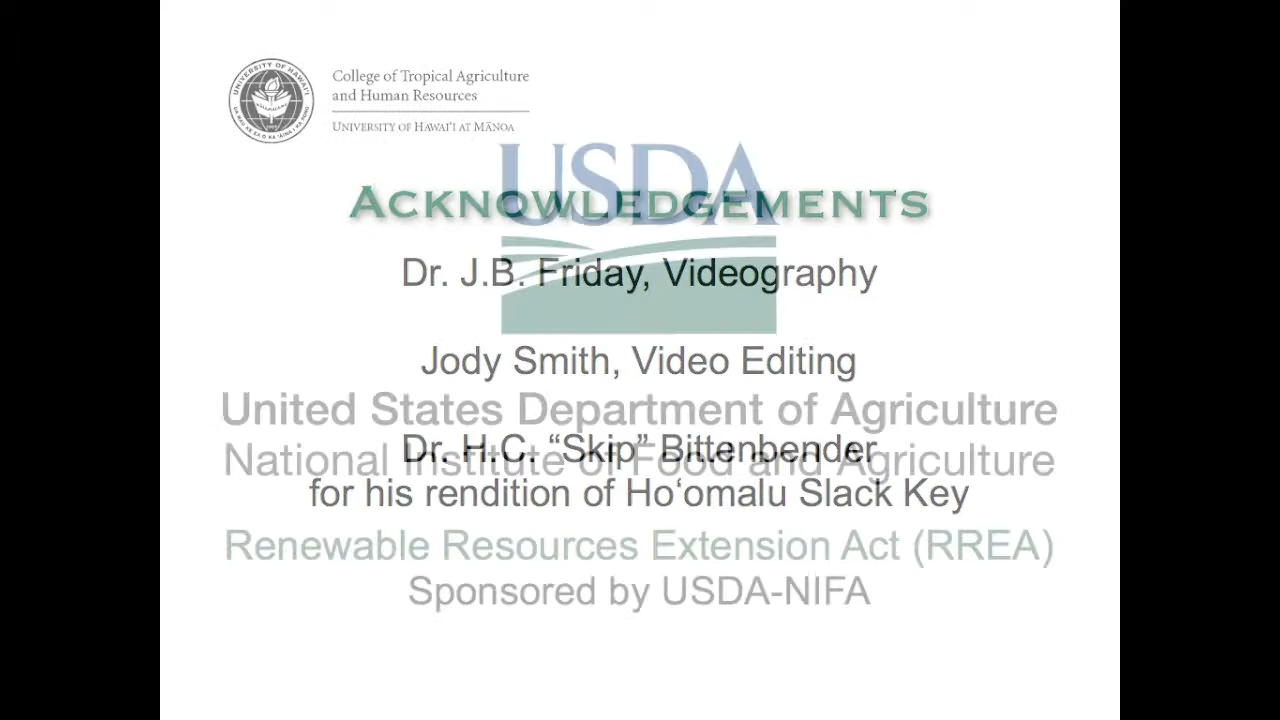 College of Tropical Agriculture
and Human Resources
UNIVERSITY OF HAWAIʻI AT MĀNOA
USDA
ACKNOWLEDGEMENTS
Dr. J.B. Friday, Videography
Jody Smith, Video Editing
United States Department of Agriculture
Dr. H.C. “Skip” Bittenbender
National Institute of Food and Agriculture
for his rendition of Hoʻomalu Slack Key
Renewable Resources Extension Act (RREA)
Sponsored by USDA-NIFA